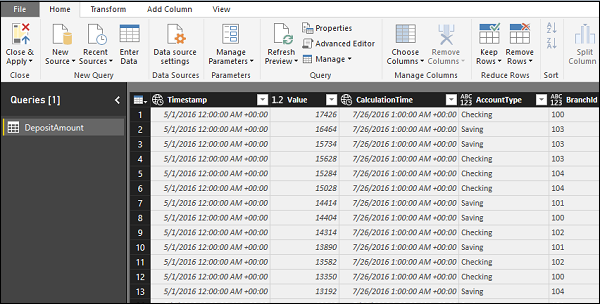 File Home Transform Add Column View
Close & Apply New Source Recent Sources Enter Data Data source settings Manage Parameters Refresh Preview Properties Advanced Editor Manage Choose Columns Remove Columns Keep Rows Remove Rows A Z Z A Split Column
Close New Query Data Sources Parameters Query Manage Columns Reduce Rows Sort
Queries [1] Timestamp 1.2 Value CalculationTime ABC 123 AccountType ABC 123 BranchId
DepositAmount
1 5/1/2016 12:00:00 AM +00:00 17426 7/26/2016 1:00:00 AM +00:00 Checking 100
2 5/1/2016 12:00:00 AM +00:00 16464 7/26/2016 1:00:00 AM +00:00 Saving 103
3 5/1/2016 12:00:00 AM +00:00 15734 7/26/2016 1:00:00 AM +00:00 Saving 103
4 5/1/2016 12:00:00 AM +00:00 15628 7/26/2016 1:00:00 AM +00:00 Checking 103
5 5/1/2016 12:00:00 AM +00:00 15284 7/26/2016 1:00:00 AM +00:00 Checking 104
6 5/1/2016 12:00:00 AM +00:00 15028 7/26/2016 1:00:00 AM +00:00 Checking 104
7 5/1/2016 12:00:00 AM +00:00 14414 7/26/2016 1:00:00 AM +00:00 Saving 101
8 5/1/2016 12:00:00 AM +00:00 14404 7/26/2016 1:00:00 AM +00:00 Saving 100
9 5/1/2016 12:00:00 AM +00:00 14314 7/26/2016 1:00:00 AM +00:00 Checking 102
10 5/1/2016 12:00:00 AM +00:00 13890 7/26/2016 1:00:00 AM +00:00 Saving 101
11 5/1/2016 12:00:00 AM +00:00 13582 7/26/2016 1:00:00 AM +00:00 Checking 102
12 5/1/2016 12:00:00 AM +00:00 13350 7/26/2016 1:00:00 AM +00:00 Checking 100
13 5/1/2016 12:00:00 AM +00:00 13192 7/26/2016 1:00:00 AM +00:00 Saving 104